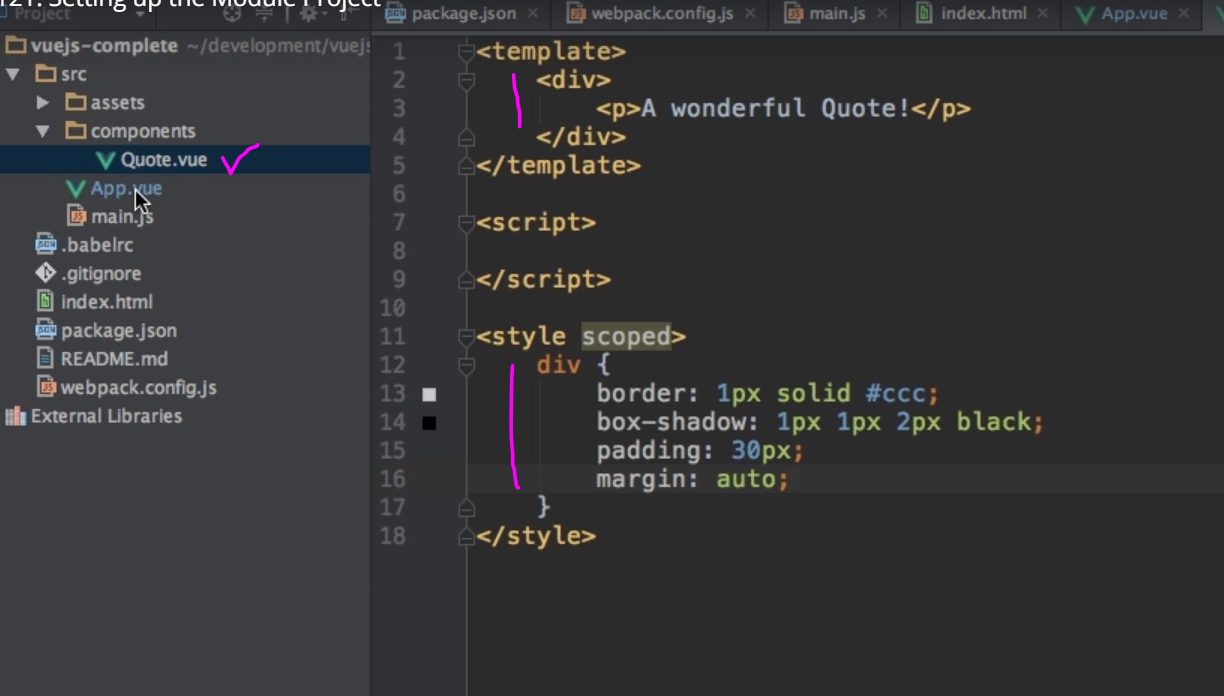 121. Setting up the Module Project
Project
package.json
webpack.config.js
main.js
index.html
App.vue
vuejs-complete ~/development/vuejs
src
assets
components
Quote.vue
App.vue
main.js
.babelrc
.gitignore
index.html
package.json
README.md
webpack.config.js
External Libraries
1 <template>
2 <div>
3 <p>A wonderful Quote!</p>
4 </div>
5 </template>
6
7 <script>
8
9 </script>
10
11 <style scoped>
12 div {
13 border: 1px solid #ccc;
14 box-shadow: 1px 1px 2px black;
15 padding: 30px;
16 margin: auto;
17 }
18 </style>